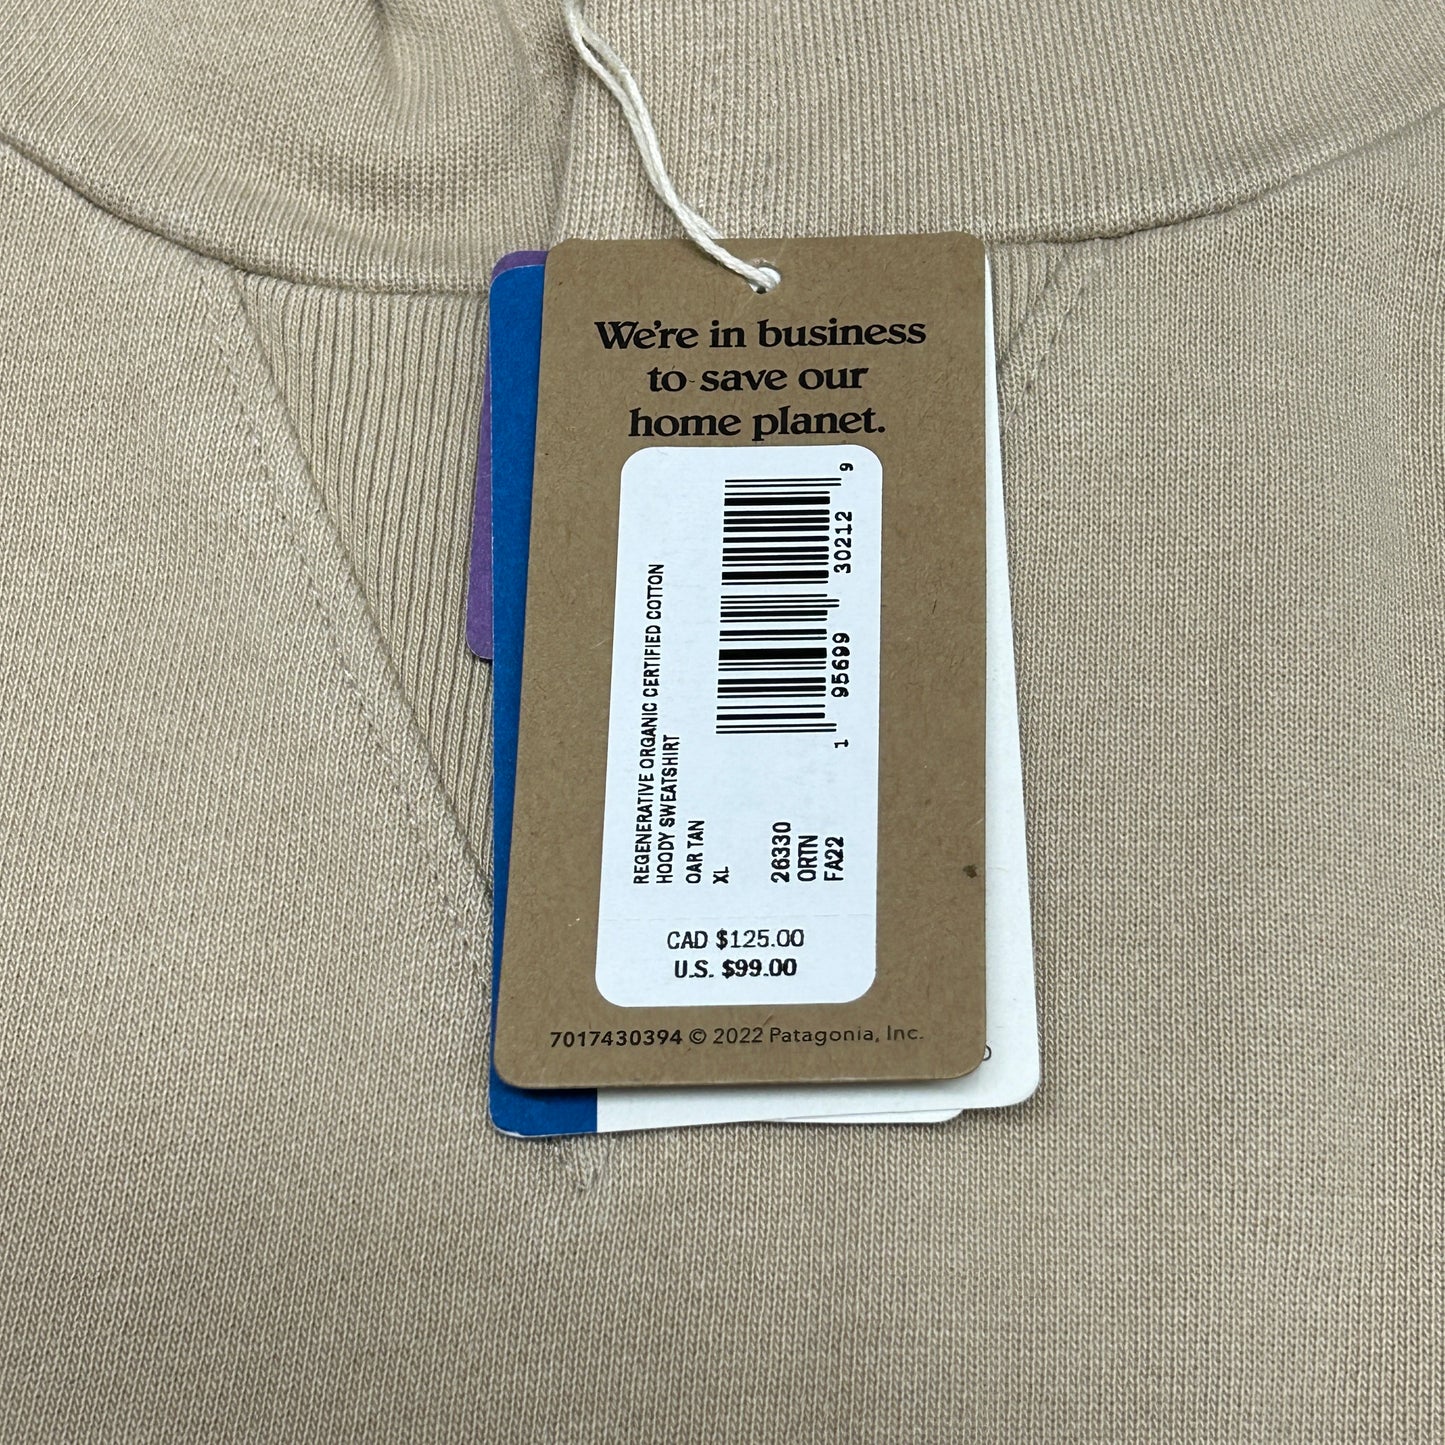 We're in business
to save our
home planet.
REGENERATIVE ORGANIC CERTIFIED COTTON
HOODY SWEATSHIRT
OAR TAN
XL
26330
ORTN
FA22
1 95699 30212 9
CAD $125.00
U.S. $99.00
7017430394 © 2022 Patagonia, Inc.